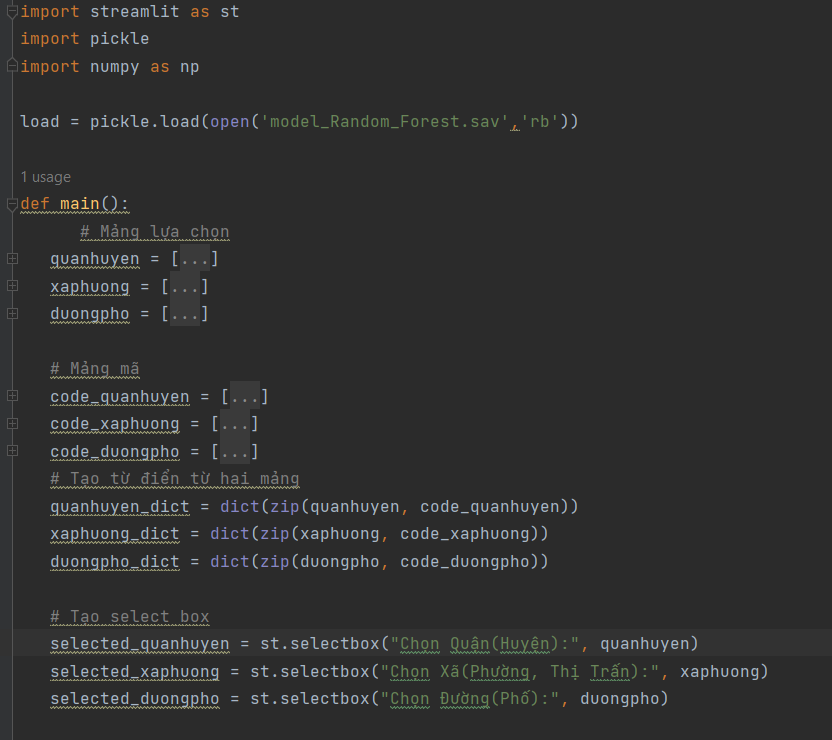 import streamlit as st
import pickle
import numpy as np
load = pickle.load(open('model_Random_Forest.sav','rb'))
1 usage
def main():
# Mảng lựa chọn
quanhuyen = [...]
xaphuong = [...]
duongpho = [...]
# Mảng mã
code_quanhuyen = [...]
code_xaphuong = [...]
code_duongpho = [...]
# Tạo từ điển từ hai mảng
quanhuyen_dict = dict(zip(quanhuyen, code_quanhuyen))
xaphuong_dict = dict(zip(xaphuong, code_xaphuong))
duongpho_dict = dict(zip(duongpho, code_duongpho))
# Tạo select box
selected_quanhuyen = st.selectbox("Chọn Quận(Huyện):", quanhuyen)
selected_xaphuong = st.selectbox("Chọn Xã(Phường, Thị Trấn):", xaphuong)
selected_duongpho = st.selectbox("Chọn Đường(Phố):", duongpho)